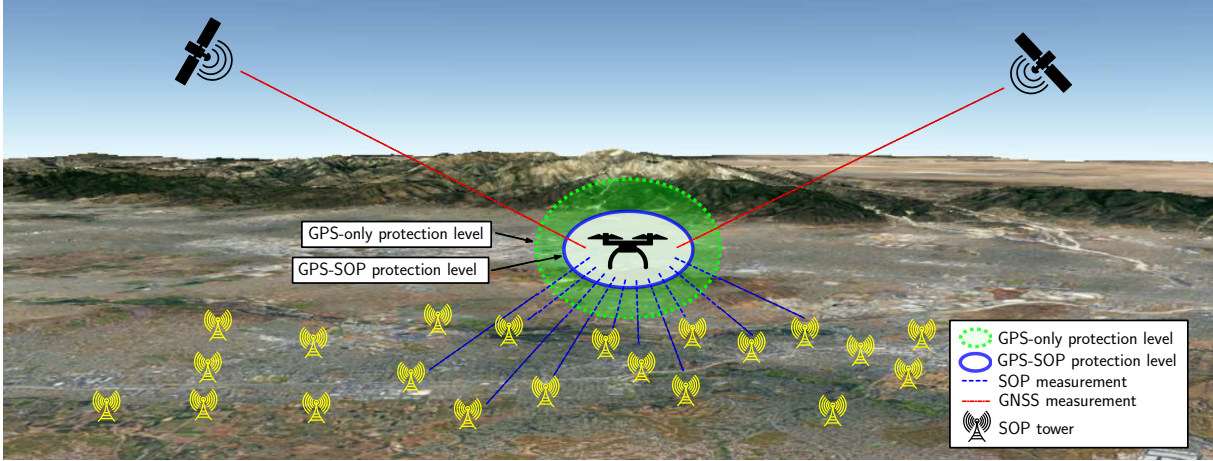 GPS-only protection level
GPS-SOP protection level
GPS-only protection level
GPS-SOP protection level
SOP measurement
GNSS measurement
SOP tower